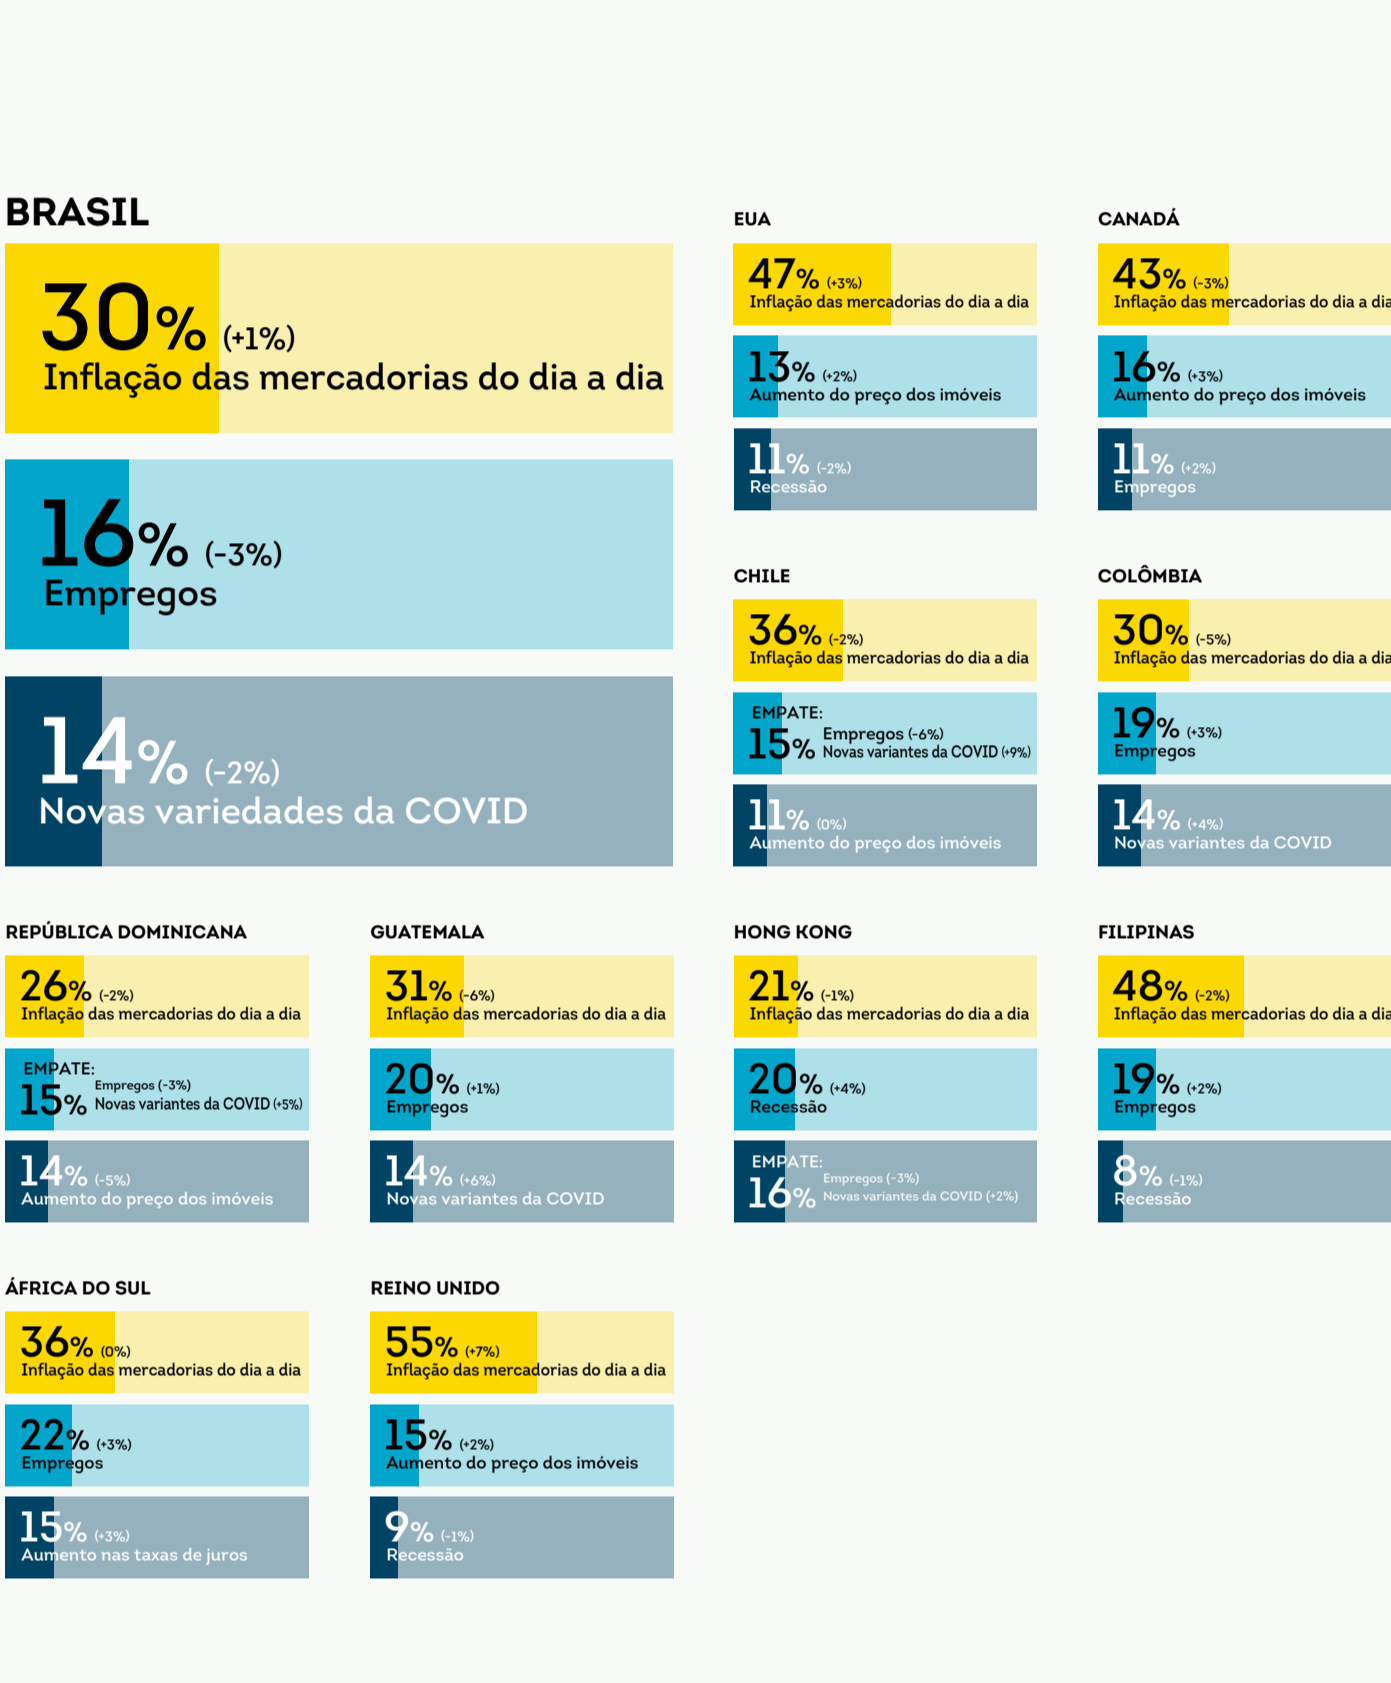 BRASIL
30% (+1%)
Inflação das mercadorias do dia a dia
16% (-3%)
Empregos
14% (-2%)
Novas variedades da COVID
EUA
47% (+3%)
Inflação das mercadorias do dia a dia
13% (+2%)
Aumento do preço dos imóveis
11% (-2%)
Recessão
CANADÁ
43% (-3%)
Inflação das mercadorias do dia a dia
16% (+3%)
Aumento do preço dos imóveis
11% (+2%)
Empregos
CHILE
36% (-2%)
Inflação das mercadorias do dia a dia
EMPATE:
15% Empregos (-6%)
Novas variantes da COVID (+9%)
11% (0%)
Aumento do preço dos imóveis
COLÔMBIA
30% (-5%)
Inflação das mercadorias do dia a dia
19% (+3%)
Empregos
14% (+4%)
Novas variantes da COVID
REPÚBLICA DOMINICANA
26% (-2%)
Inflação das mercadorias do dia a dia
EMPATE:
15% Empregos (-3%)
Novas variantes da COVID (+5%)
14% (-5%)
Aumento do preço dos imóveis
GUATEMALA
31% (-6%)
Inflação das mercadorias do dia a dia
20% (+1%)
Empregos
14% (+6%)
Novas variantes da COVID
HONG KONG
21% (-1%)
Inflação das mercadorias do dia a dia
20% (+4%)
Recessão
EMPATE:
16% Empregos (-3%)
Novas variantes da COVID (+2%)
FILIPINAS
48% (-2%)
Inflação das mercadorias do dia a dia
19% (+2%)
Empregos
8% (-1%)
Recessão
ÁFRICA DO SUL
36% (0%)
Inflação das mercadorias do dia a dia
22% (+3%)
Empregos
15% (+3%)
Aumento nas taxas de juros
REINO UNIDO
55% (+7%)
Inflação das mercadorias do dia a dia
15% (+2%)
Aumento do preço dos imóveis
9% (-1%)
Recessão